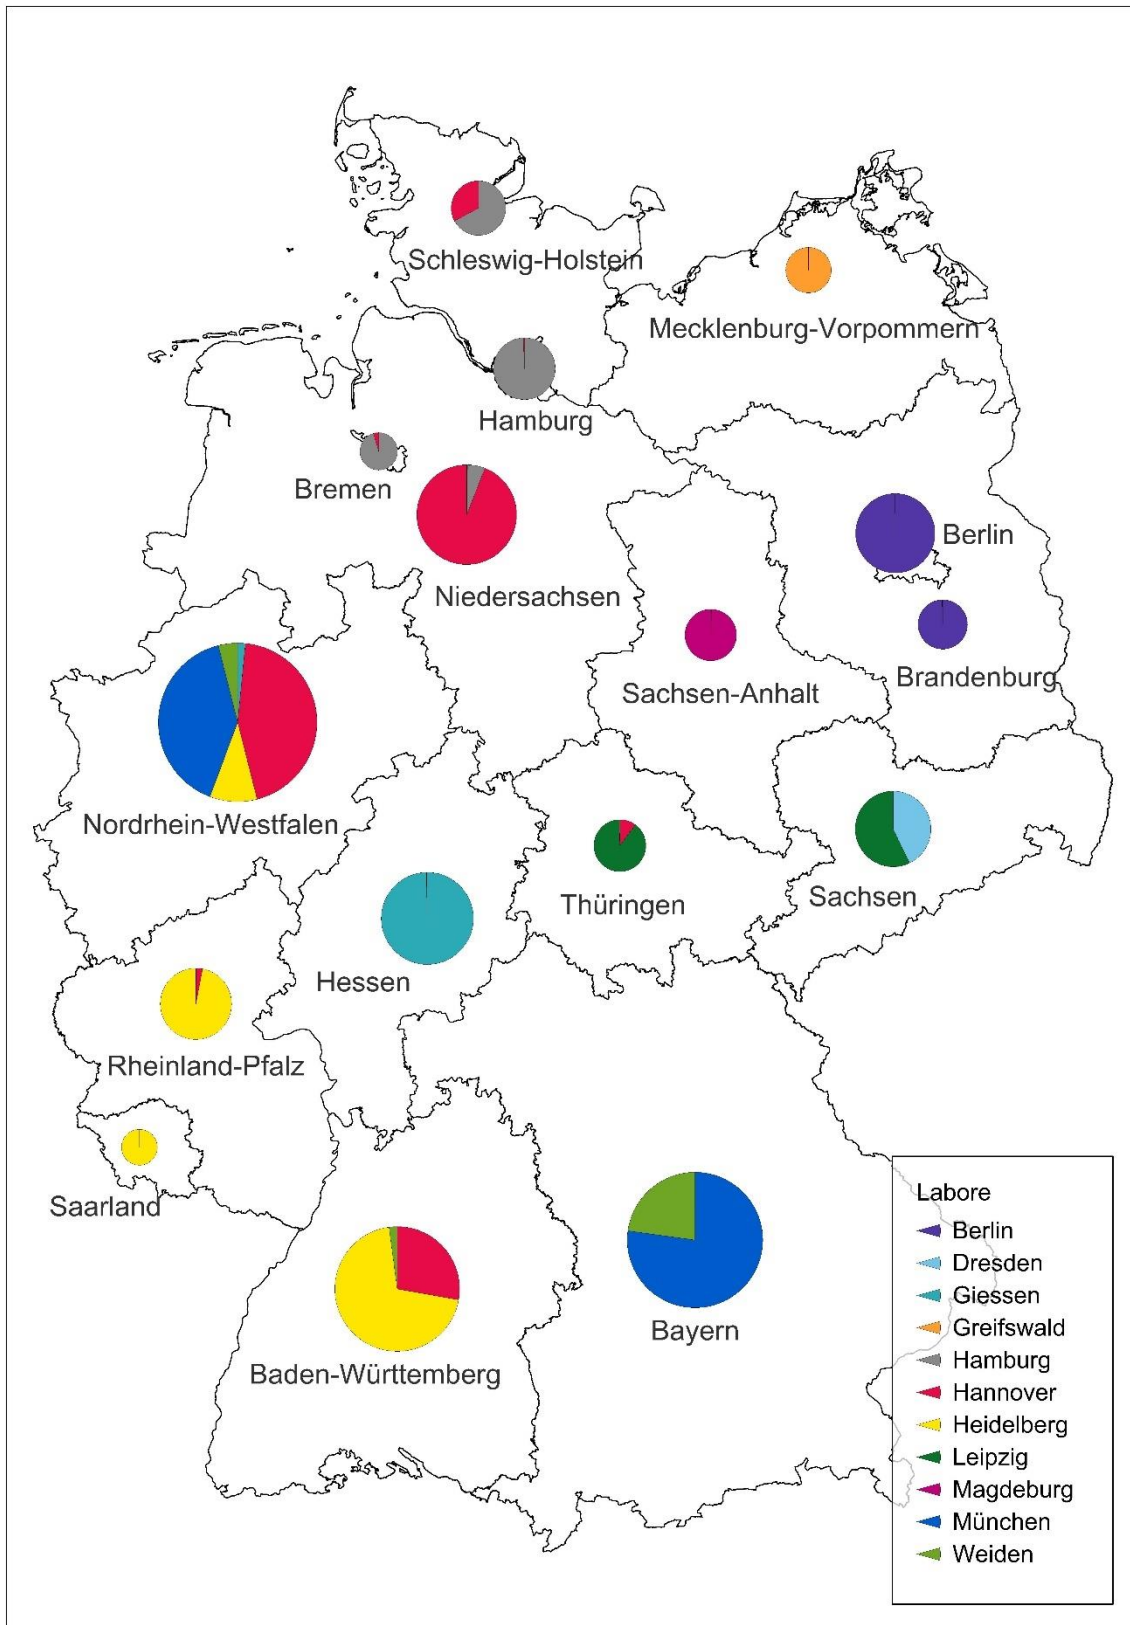 Schleswig-Holstein
Mecklenburg-Vorpommern
Hamburg
Bremen
Berlin
Niedersachsen
Brandenburg
Sachsen-Anhalt
Nordrhein-Westfalen
Sachsen
Thüringen
Hessen
Rheinland-Pfalz
Saarland
Bayern
Baden-Württemberg
Labore
Berlin
Dresden
Giessen
Greifswald
Hamburg
Hannover
Heidelberg
Leipzig
Magdeburg
München
Weiden